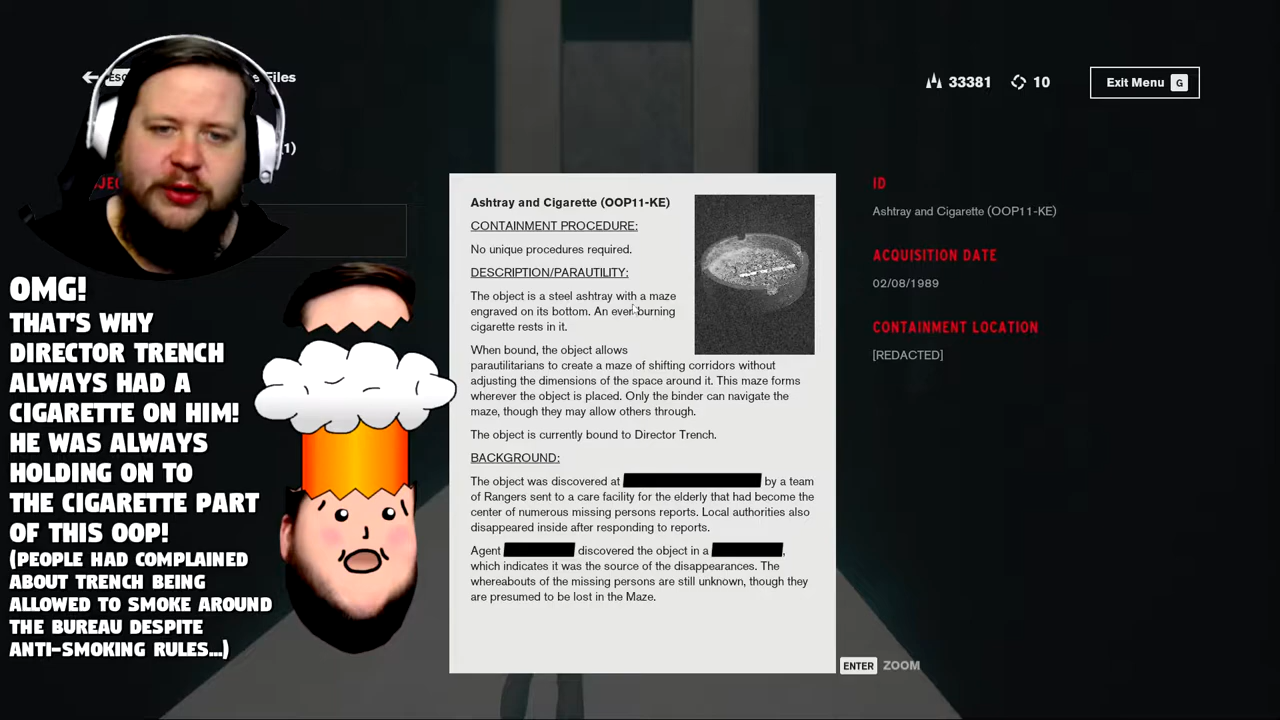 ← ESC Files
33381 10 Exit Menu G
(1)
OMG!
THAT'S WHY
DIRECTOR TRENCH
ALWAYS HAD A
CIGARETTE ON HIM!
HE WAS ALWAYS
HOLDING ON TO
THE CIGARETTE PART
OF THIS OOP!
(PEOPLE HAD COMPLAINED
ABOUT TRENCH BEING
ALLOWED TO SMOKE AROUND
THE BUREAU DESPITE
ANTI-SMOKING RULES...)
Ashtray and Cigarette (OOP11-KE)
CONTAINMENT PROCEDURE:
No unique procedures required.
DESCRIPTION/PARAUTILITY:
The object is a steel ashtray with a maze
engraved on its bottom. An ever-burning
cigarette rests in it.
When bound, the object allows
parautilitarians to create a maze of shifting corridors without
adjusting the dimensions of the space around it. This maze forms
wherever the object is placed. Only the binder can navigate the
maze, though they may allow others through.
The object is currently bound to Director Trench.
BACKGROUND:
The object was discovered at by a team
of Rangers sent to a care facility for the elderly that had become the
center of numerous missing persons reports. Local authorities also
disappeared inside after responding to reports.
Agent discovered the object in a ,
which indicates it was the source of the disappearances. The
whereabouts of the missing persons are still unknown, though they
are presumed to be lost in the Maze.
ID
Ashtray and Cigarette (OOP11-KE)
ACQUISITION DATE
02/08/1989
CONTAINMENT LOCATION
[REDACTED]
ENTER ZOOM